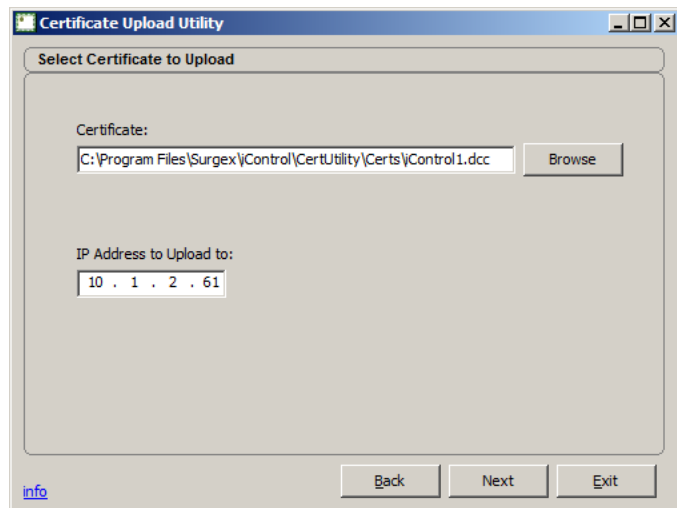 Certificate Upload Utility
Select Certificate to Upload
Certificate:
C:\Program Files\Surgex\iControl\CertUtility\Certs\iControl1.dcc Browse
IP Address to Upload to:
10 . 1 . 2 . 61
info Back Next Exit